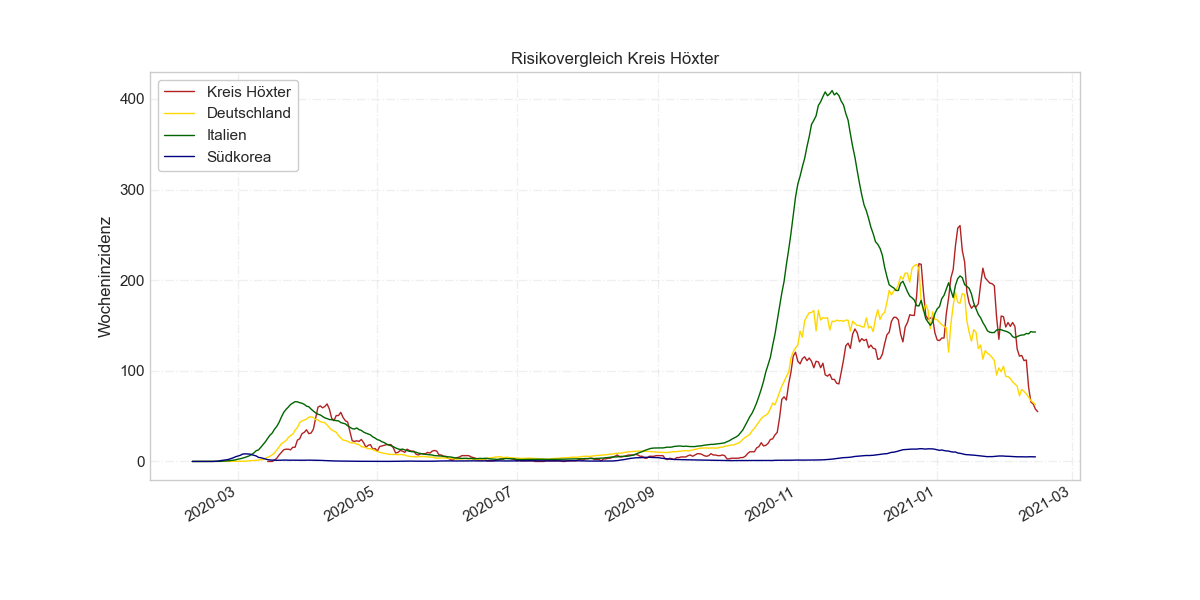 Risikovergleich Kreis Höxter
Kreis Höxter
Deutschland
Italien
Südkorea
Wocheninzidenz
400
300
200
100
0
2020-03
2020-05
2020-07
2020-09
2020-11
2021-01
2021-03